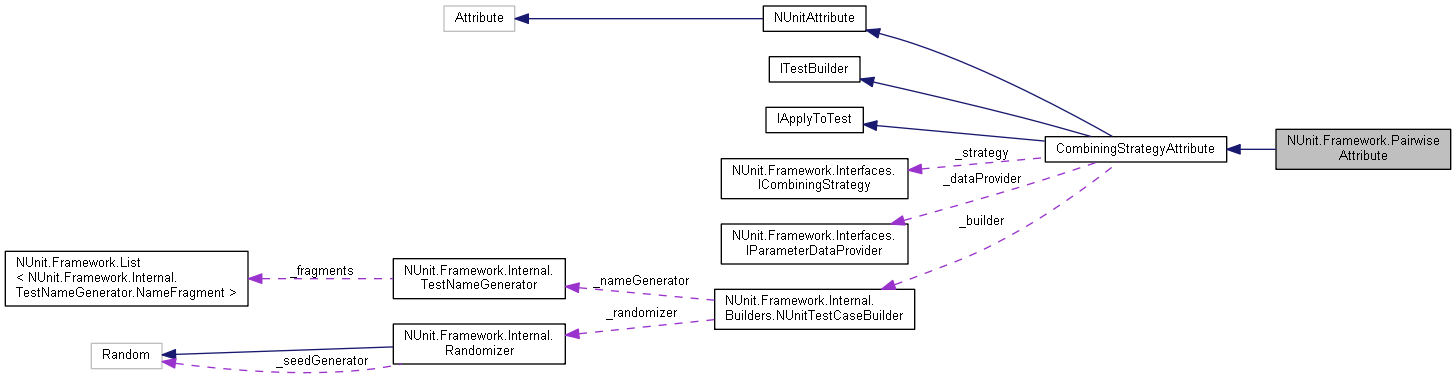 Attribute
NUnitAttribute
ITestBuilder
IApplyToTest
CombiningStrategyAttribute
NUnit.Framework.Pairwise
Attribute
_strategy
NUnit.Framework.Interfaces.
ICombiningStrategy
_dataProvider
NUnit.Framework.Interfaces.
IParameterDataProvider
_builder
NUnit.Framework.List
< NUnit.Framework.Internal.
TestNameGenerator.NameFragment >
_fragments
NUnit.Framework.Internal.
TestNameGenerator
_nameGenerator
NUnit.Framework.Internal.
Builders.NUnitTestCaseBuilder
_randomizer
NUnit.Framework.Internal.
Randomizer
Random
_seedGenerator